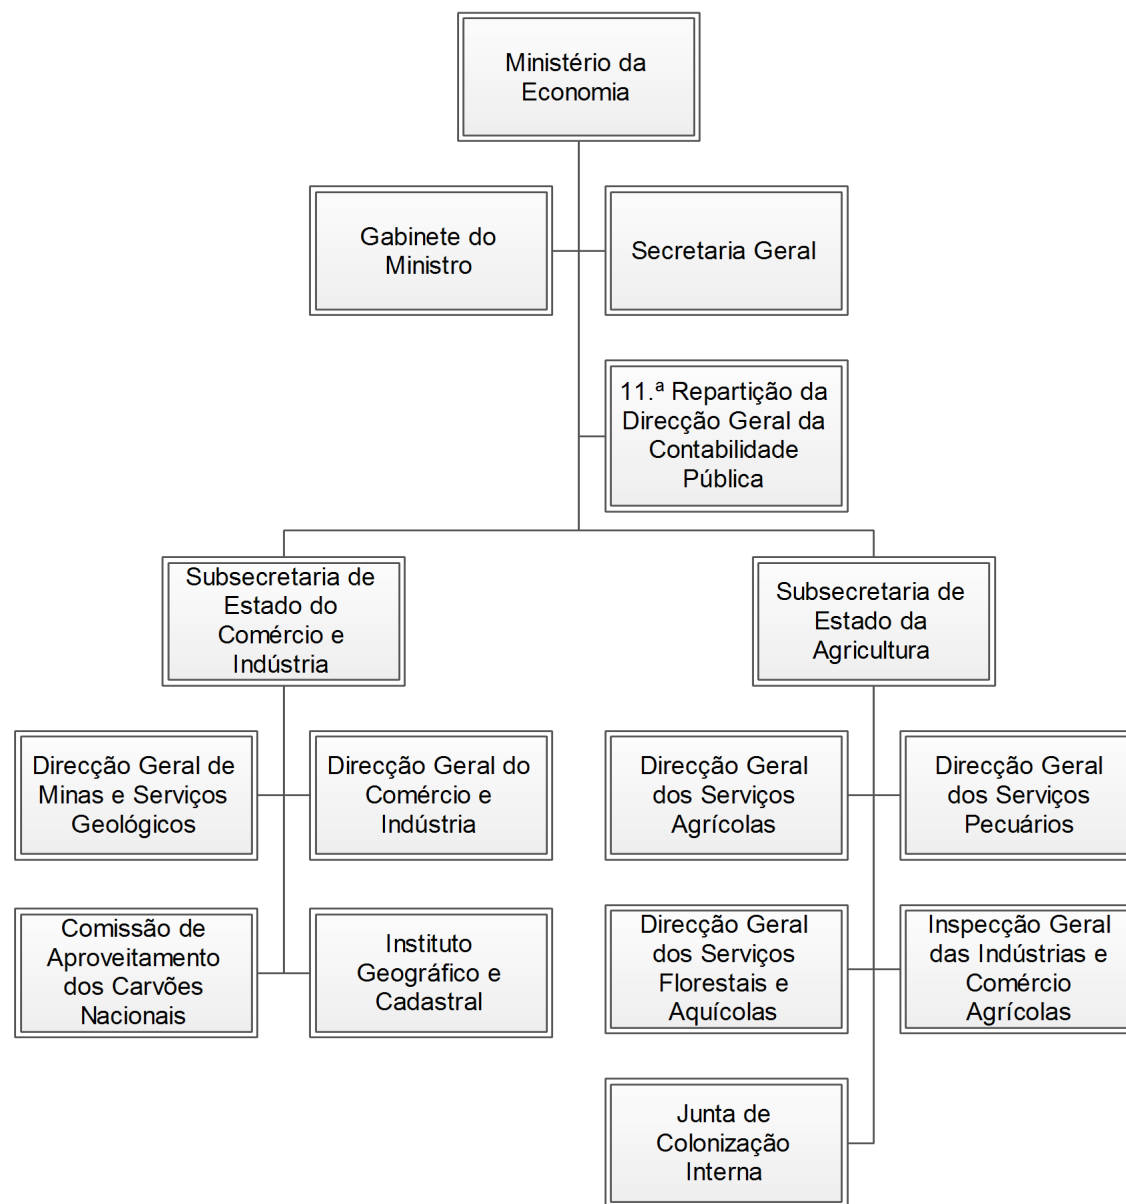 Ministério da
Economia
Gabinete do
Ministro
Secretaria Geral
11.ª Repartição da
Direcção Geral da
Contabilidade
Pública
Subsecretaria de
Estado do
Comércio e
Indústria
Subsecretaria de
Estado da
Agricultura
Direcção Geral de
Minas e Serviços
Geológicos
Direcção Geral do
Comércio e
Indústria
Direcção Geral
dos Serviços
Agrícolas
Direcção Geral
dos Serviços
Pecuários
Comissão de
Aproveitamento
dos Carvões
Nacionais
Instituto
Geográfico e
Cadastral
Direcção Geral
dos Serviços
Florestais e
Aquícolas
Inspecção Geral
das Indústrias e
Comércio
Agrícolas
Junta de
Colonização
Interna